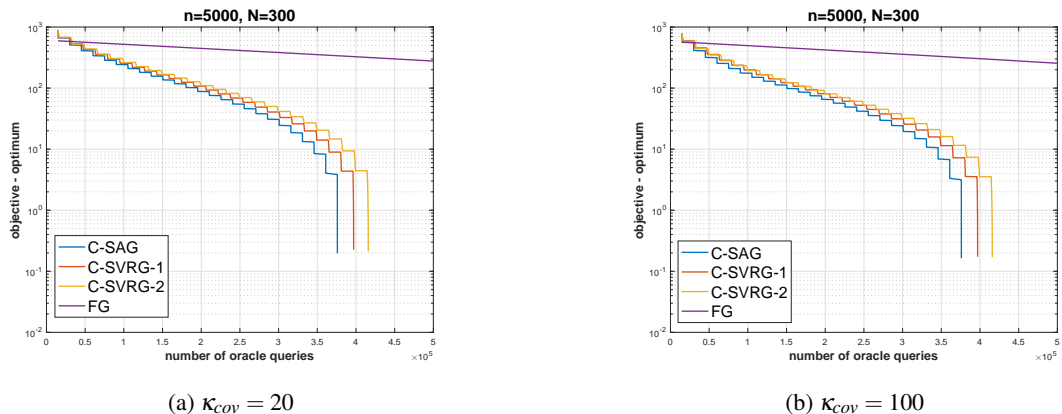 n=5000, N=300
objective - optimum
10^3
10^2
10^1
10^0
10^-1
10^-2
C-SAG
C-SVRG-1
C-SVRG-2
FG
0 0.5 1 1.5 2 2.5 3 3.5 4 4.5 5
number of oracle queries
×10^5
(a) κcov = 20
n=5000, N=300
objective - optimum
10^3
10^2
10^1
10^0
10^-1
10^-2
C-SAG
C-SVRG-1
C-SVRG-2
FG
0 0.5 1 1.5 2 2.5 3 3.5 4 4.5 5
number of oracle queries
×10^5
(b) κcov = 100